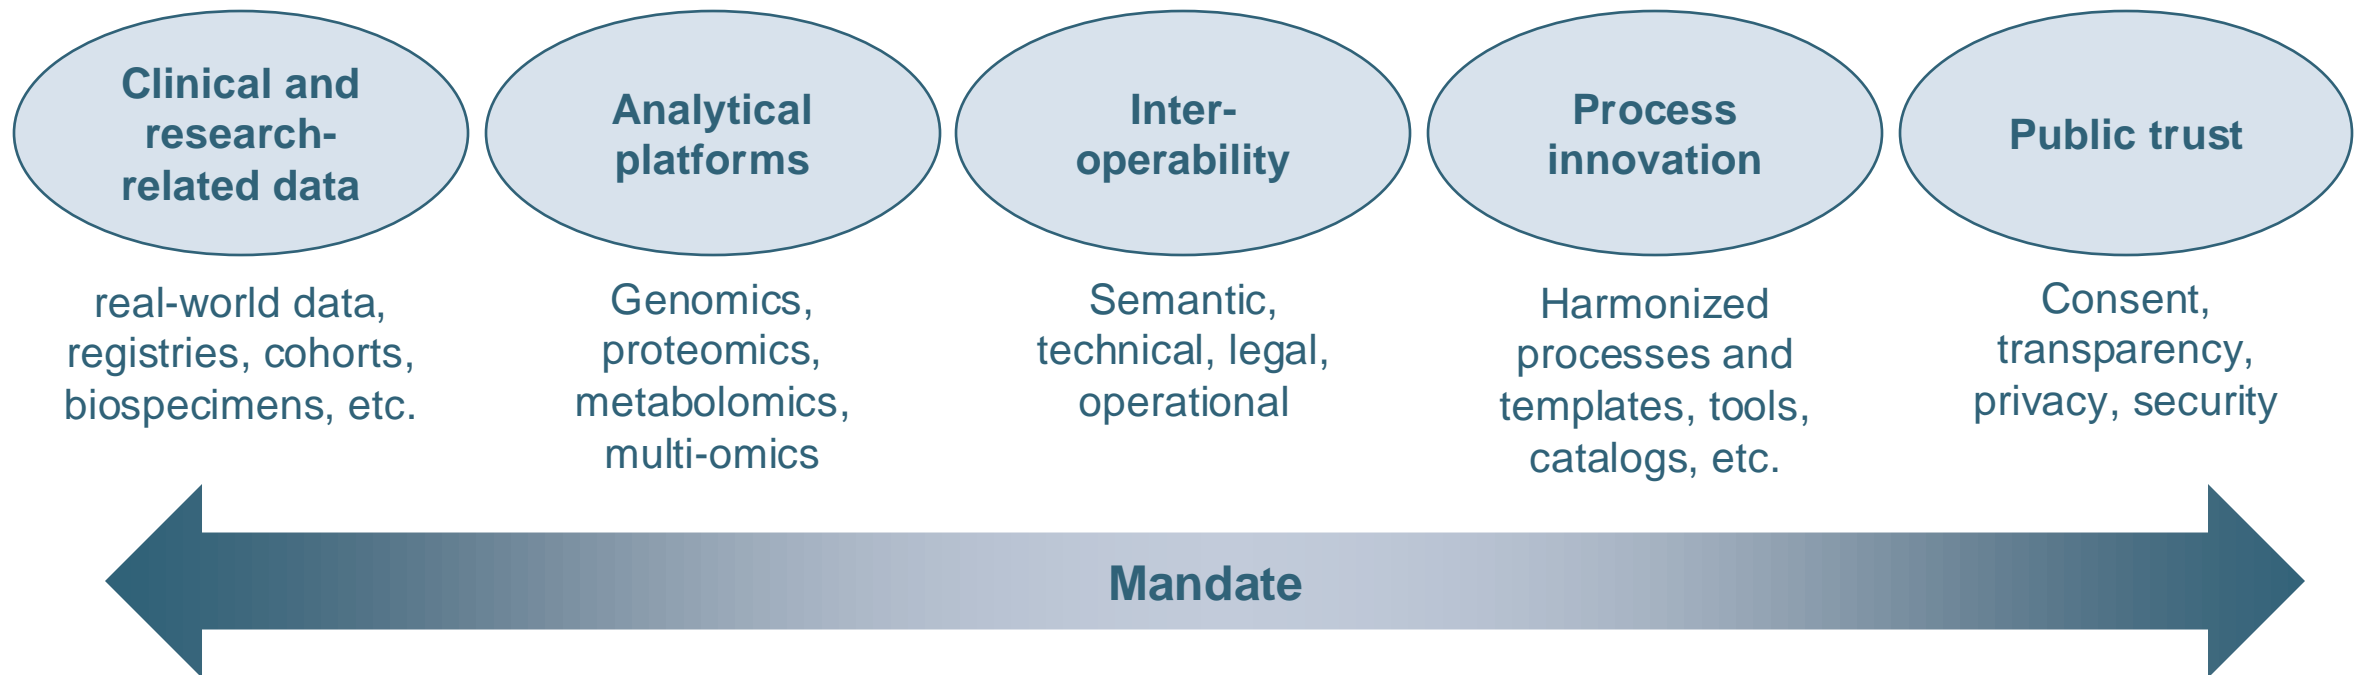 Clinical and
research-
related data
Analytical
platforms
Inter-
operability
Process
innovation
Public trust
real-world data,
registries, cohorts,
biospecimens, etc.
Genomics,
proteomics,
metabolomics,
multi-omics
Semantic,
technical, legal,
operational
Harmonized
processes and
templates, tools,
catalogs, etc.
Consent,
transparency,
privacy, security
Mandate